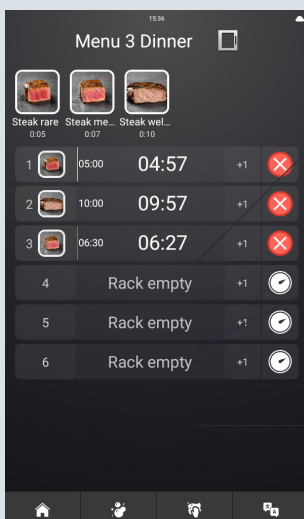 15:36
Menu 3 Dinner
Steak rare Steak me... Steak wel...
0:05 0:07 0:10
1 05:00 04:57 +1
2 10:00 09:57 +1
3 06:30 06:27 +1
4 Rack empty +1
5 Rack empty +1
6 Rack empty +1